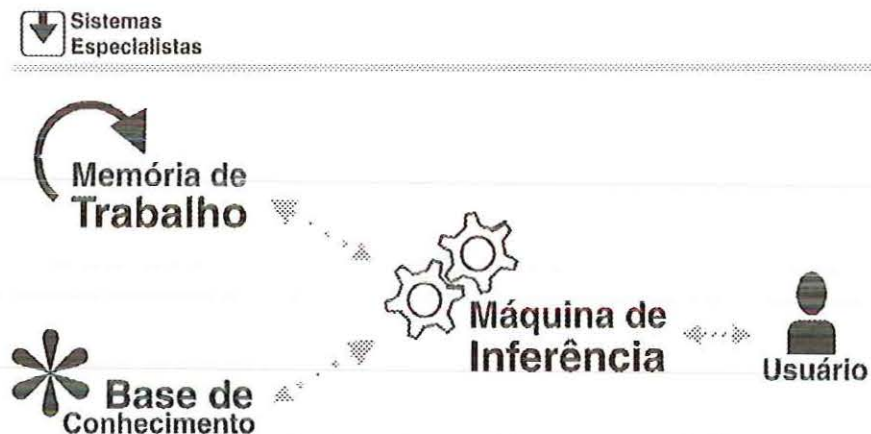 Sistemas
Especialistas
Memória de
Trabalho
Máquina de
Inferência
Usuário
Base de
Conhecimento